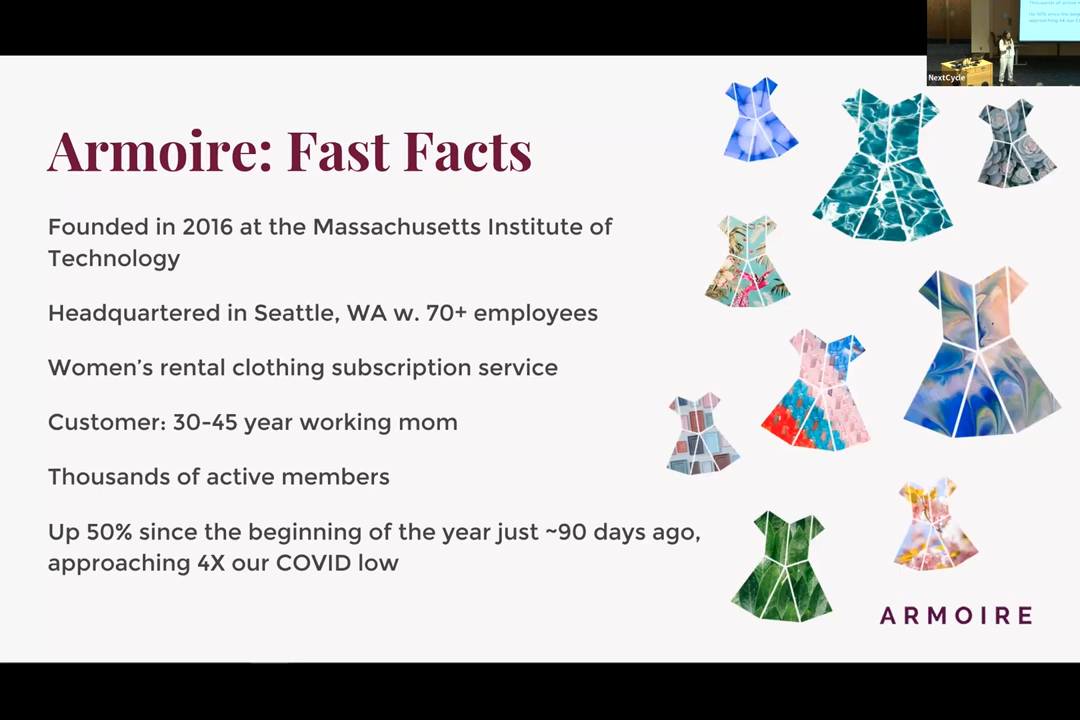 Armoire: Fast Facts
Founded in 2016 at the Massachusetts Institute of
Technology
Headquartered in Seattle, WA w. 70+ employees
Women's rental clothing subscription service
Customer: 30-45 year working mom
Thousands of active members
Up 50% since the beginning of the year just ~90 days ago,
approaching 4X our COVID low
ARMOIRE
NextCycle